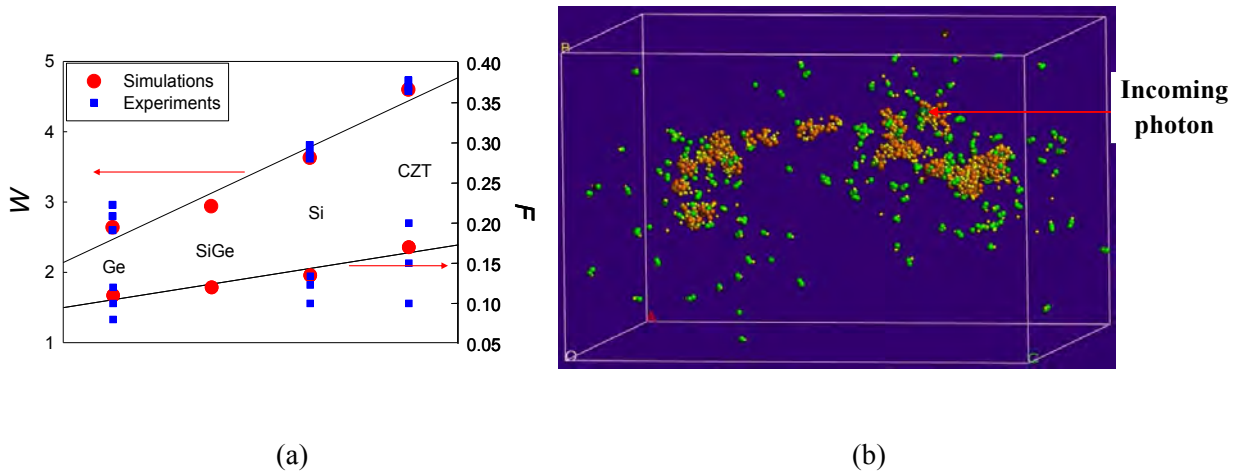 5
4
3
2
1
W
Simulations
Experiments
Ge
SiGe
Si
CZT
0.40
0.35
0.30
0.25
0.20
0.15
0.10
0.05
F
B
A
O
C
Incoming
photon
(a)
(b)